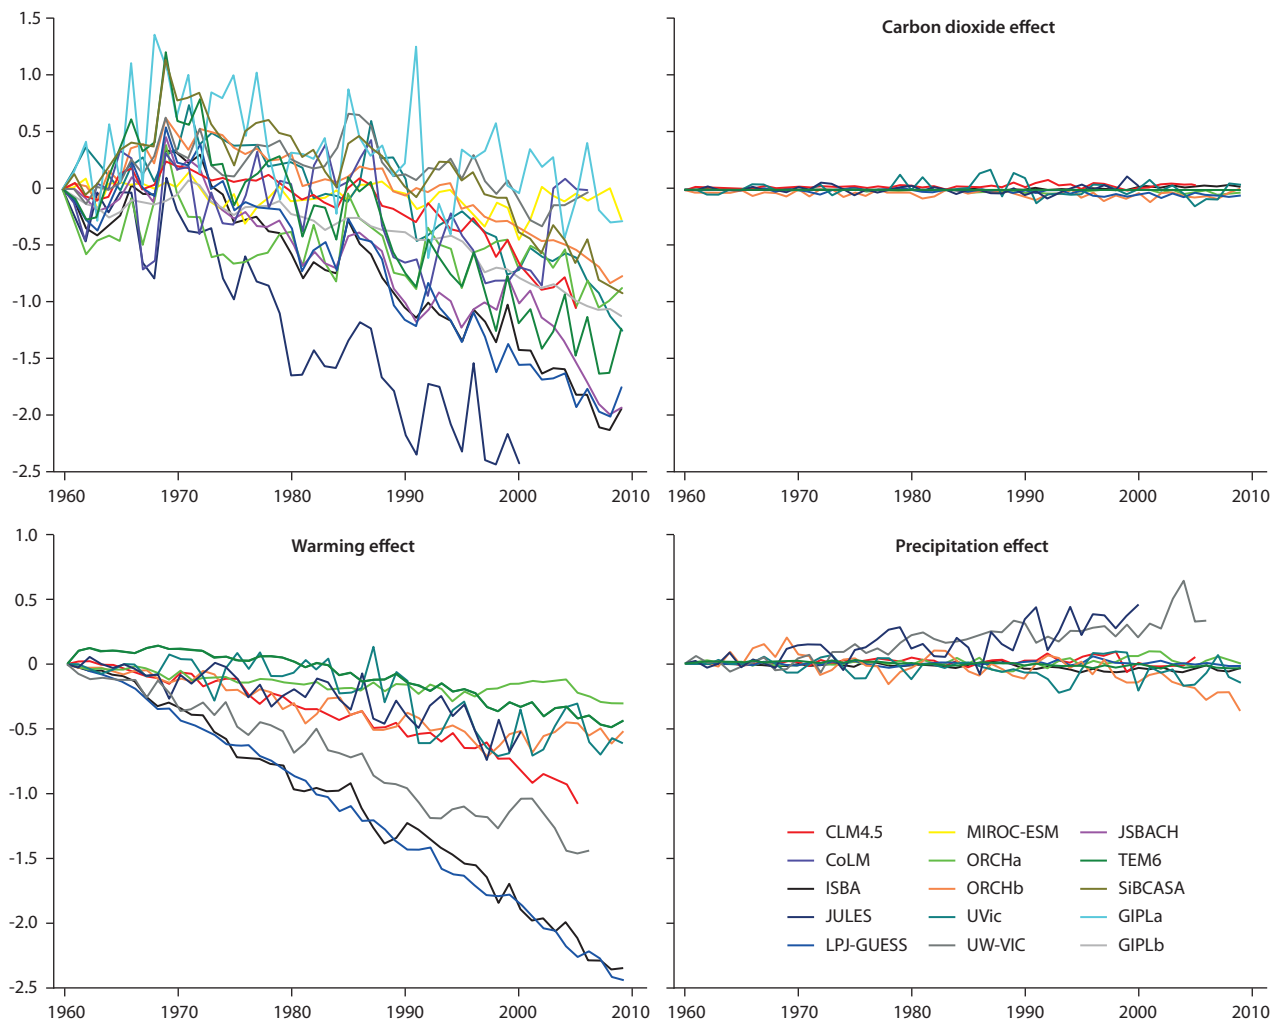 1.5
1.0
0.5
0
-0.5
-1.0
-1.5
-2.0
-2.5
1960 1970 1980 1990 2000 2010
Carbon dioxide effect
1960 1970 1980 1990 2000 2010
1.0
0.5
0
-0.5
-1.0
-1.5
-2.0
-2.5
Warming effect
1960 1970 1980 1990 2000 2010
Precipitation effect
CLM4.5 MIROC-ESM JSBACH
CoLM ORCHa TEM6
ISBA ORCHb SiBCASA
JULES UVic GIPLa
LPJ-GUESS UW-VIC GIPLb
1960 1970 1980 1990 2000 2010